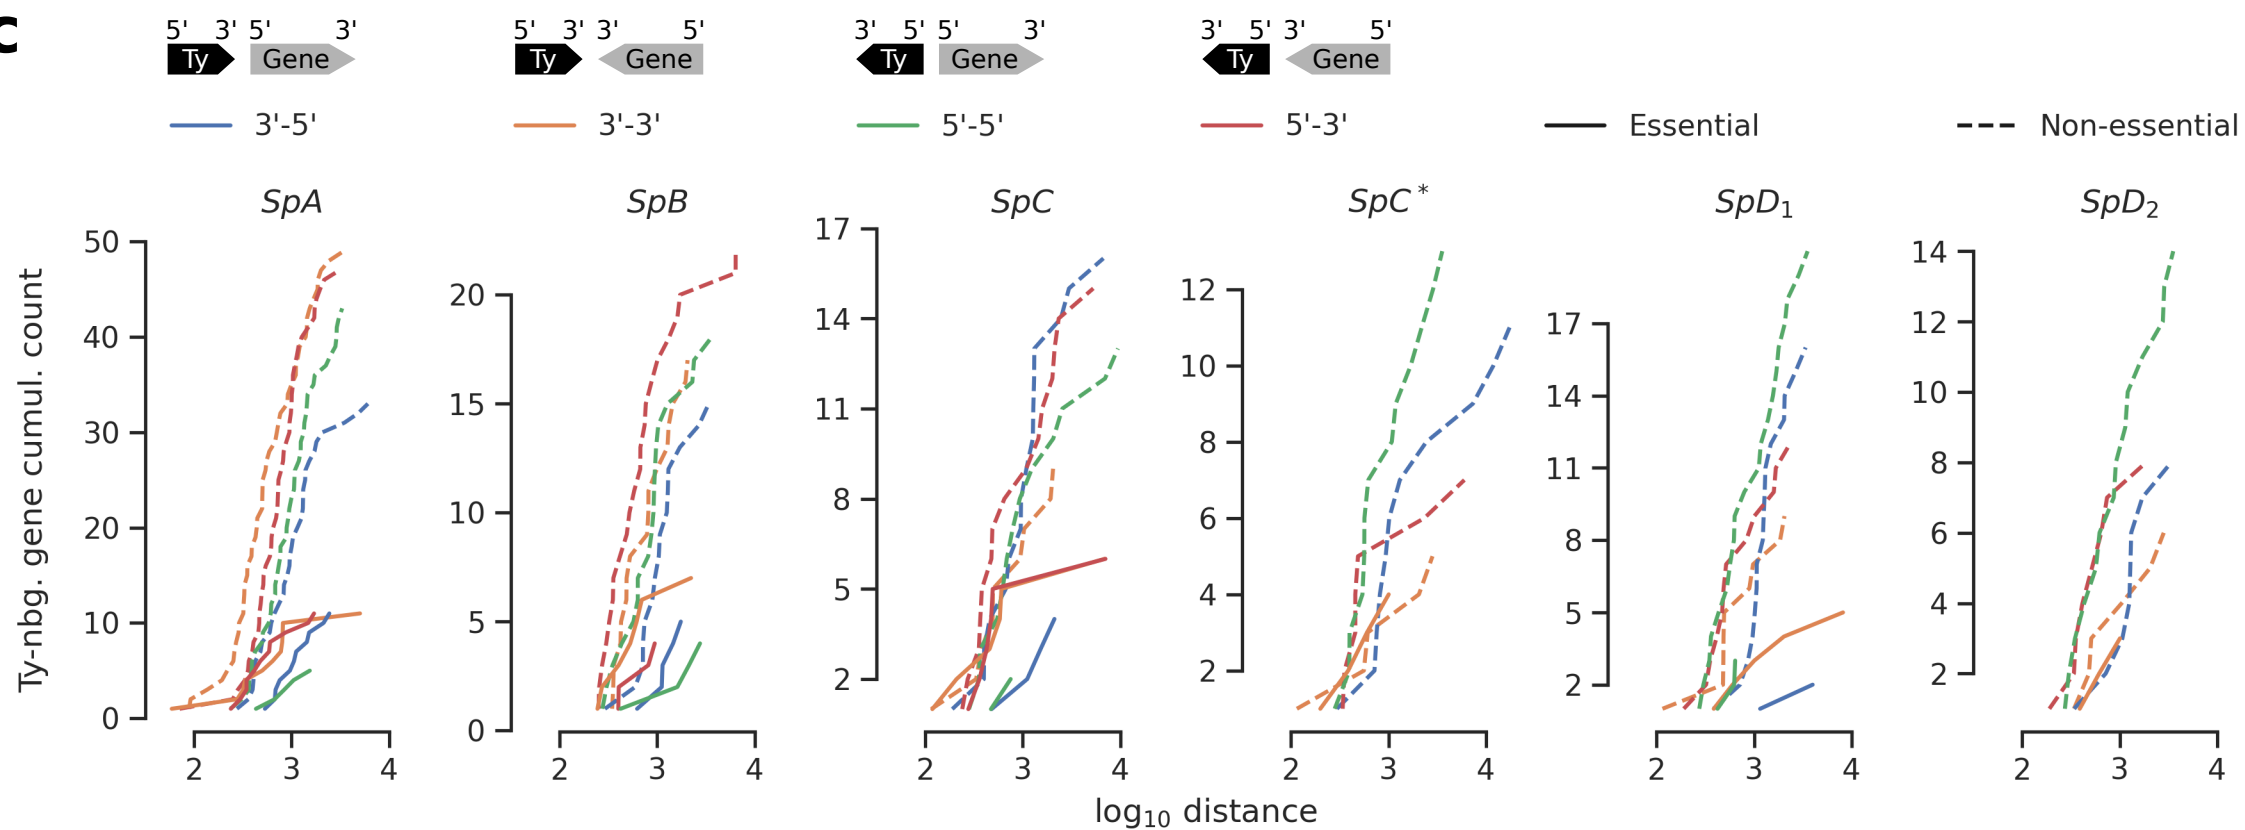 c
5' 3' 5' 3' 5' 3' 3' 5' 3' 5' 5' 3' 3' 5' 3' 5'
Ty Gene Ty Gene Ty Gene Ty Gene
3'-5' 3'-3' 5'-5' 5'-3' Essential Non-essential
SpA SpB SpC SpC* SpD₁ SpD₂
Ty-nbg. gene cumul. count
50
40
30
20
10
0
2 3 4
20
15
10
5
0
2 3 4
17
14
11
8
5
2
2 3 4
12
10
8
6
4
2
2 3 4
17
14
11
8
5
2
2 3 4
14
12
10
8
6
4
2
2 3 4
log₁₀ distance